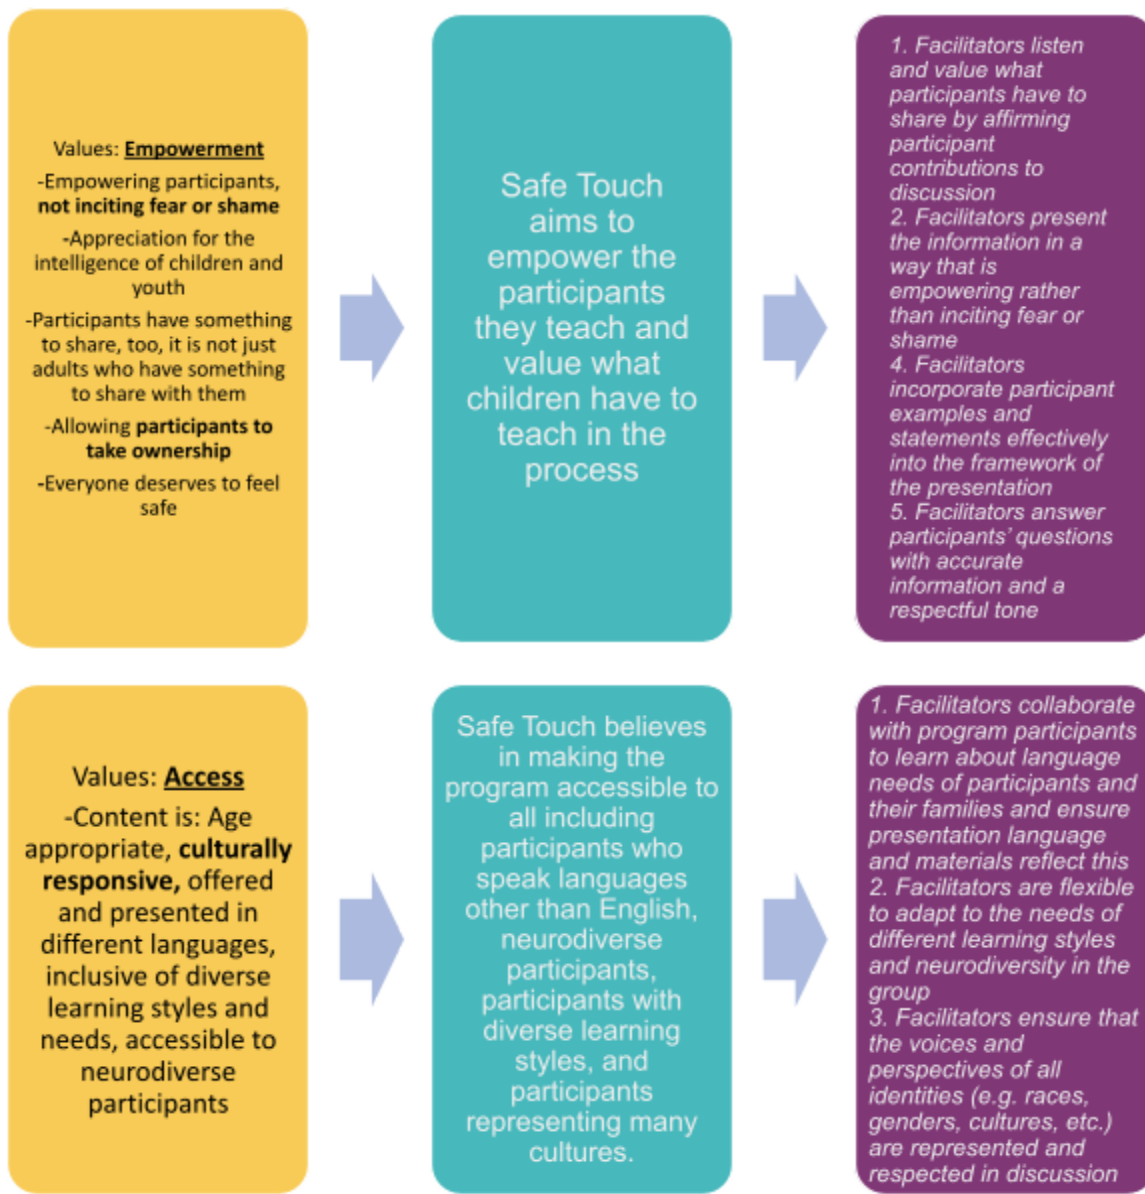 Values: Empowerment
-Empowering participants,
not inciting fear or shame
-Appreciation for the
intelligence of children and
youth
-Participants have something
to share, too, it is not just
adults who have something
to share with them
-Allowing participants to
take ownership
-Everyone deserves to feel
safe
Safe Touch
aims to
empower the
participants
they teach and
value what
children have to
teach in the
process
1. Facilitators listen
and value what
participants have to
share by affirming
participant
contributions to
discussion
2. Facilitators present
the information in a
way that is
empowering rather
than inciting fear or
shame
4. Facilitators
incorporate participant
examples and
statements effectively
into the framework of
the presentation
5. Facilitators answer
participants’ questions
with accurate
information and a
respectful tone
Values: Access
-Content is: Age
appropriate, culturally
responsive, offered
and presented in
different languages,
inclusive of diverse
learning styles and
needs, accessible to
neurodiverse
participants
Safe Touch believes
in making the
program accessible to
all including
participants who
speak languages
other than English,
neurodiverse
participants,
participants with
diverse learning
styles, and
participants
representing many
cultures.
1. Facilitators collaborate
with program participants
to learn about language
needs of participants and
their families and ensure
presentation language
and materials reflect this
2. Facilitators are flexible
to adapt to the needs of
different learning styles
and neurodiversity in the
group
3. Facilitators ensure that
the voices and
perspectives of all
identities (e.g. races,
genders, cultures, etc.)
are represented and
respected in discussion